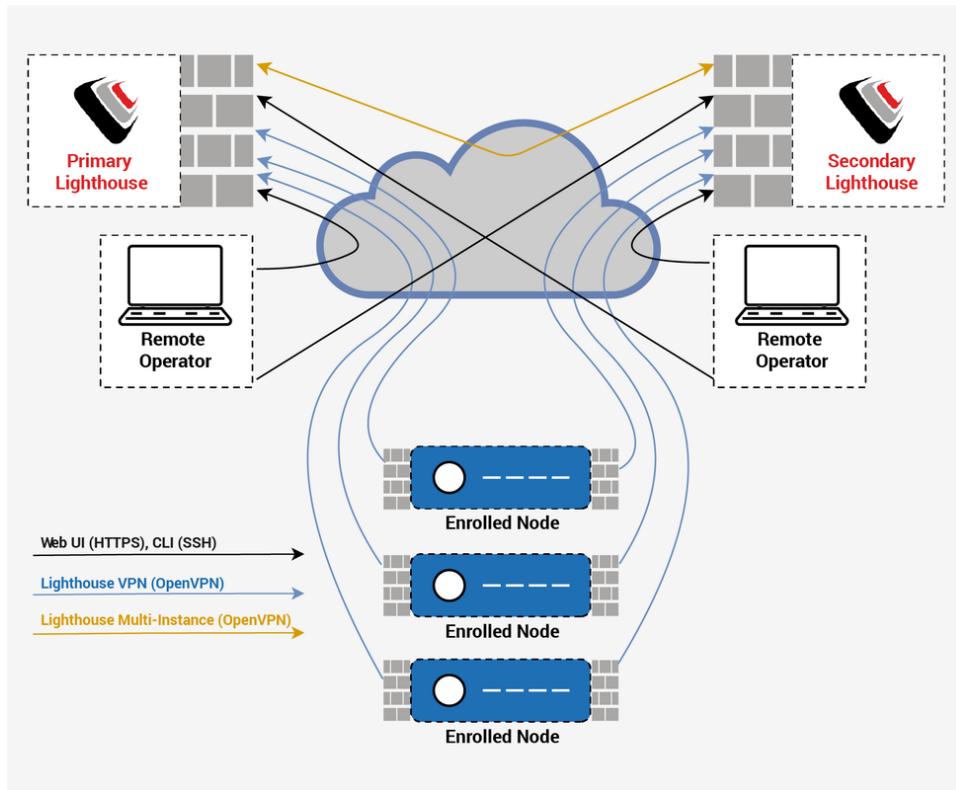 Primary
Lighthouse
Secondary
Lighthouse
Remote
Operator
Remote
Operator
Enrolled Node
Web UI (HTTPS), CLI (SSH)
Lighthouse VPN (OpenVPN)
Lighthouse Multi-Instance (OpenVPN)
Enrolled Node
Enrolled Node